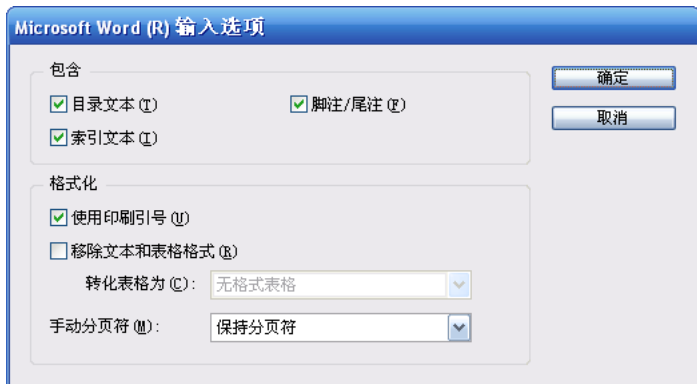 Microsoft Word (R) 输入选项
包含
目录文本(T)
脚注/尾注(F)
索引文本(I)
确定
取消
格式化
使用印刷引号(U)
移除文本和表格格式(R)
转化表格为(C): 无格式表格
手动分页符(M): 保持分页符